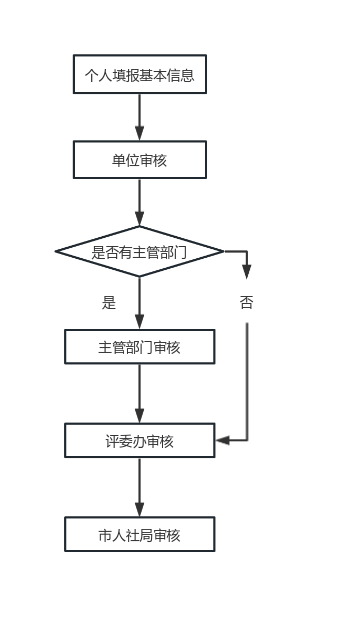 个人填报基本信息
单位审核
是否有主管部门
是
否
主管部门审核
评委办审核
市人社局审核